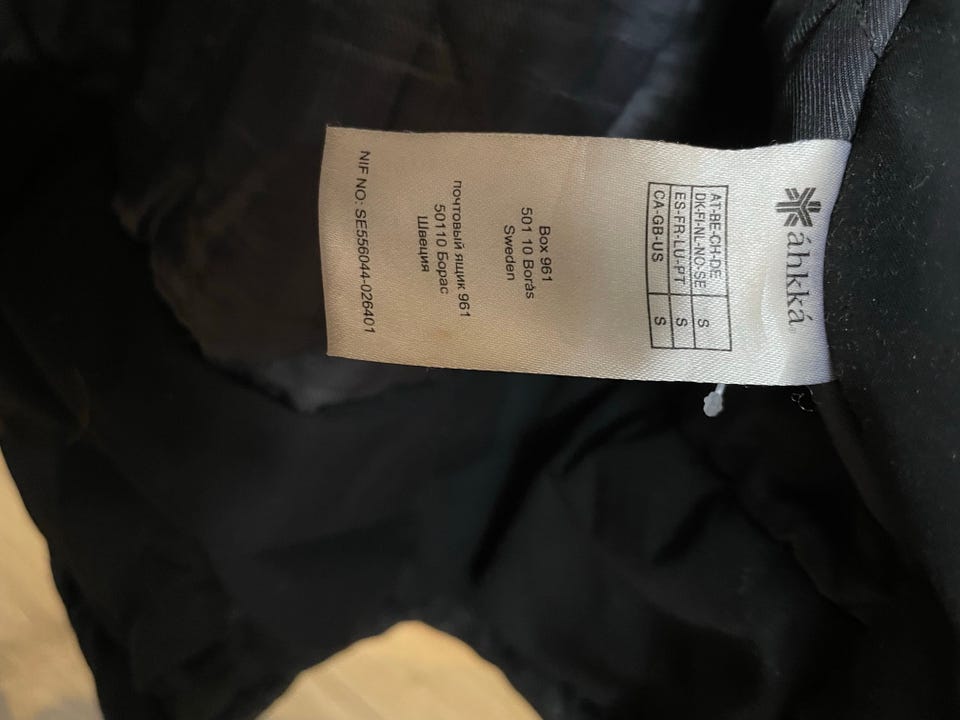 áhkká®
AT-BE-CH-DE
DK-FI-NL-NO-SE S
ES-FR-LU-PT S
CA-GB-US S
Box 961
501 10 Borås
Sweden
почтовый ящик 961
50110 Борас
Швеция
NIF NO: SE556044-026401